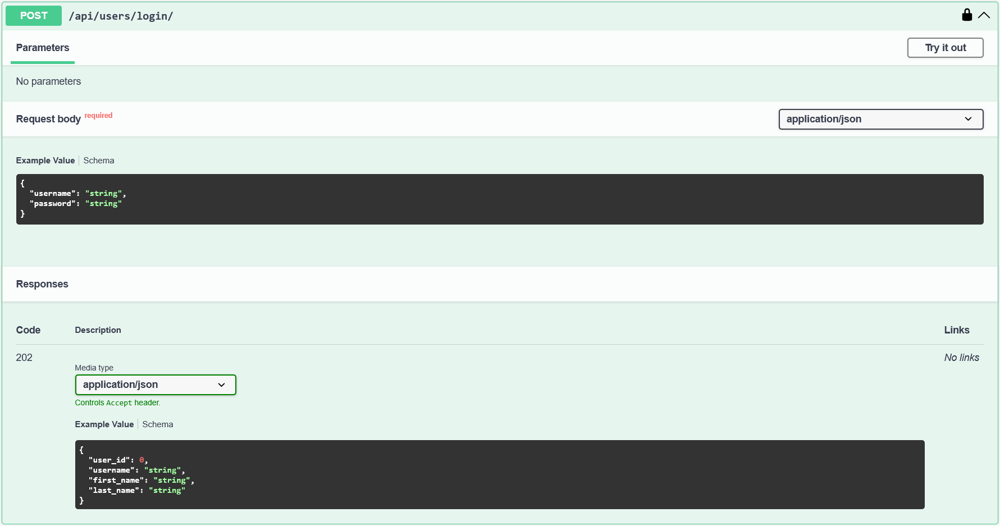 POST /api/users/login/
Parameters
Try it out
No parameters
Request body required
application/json
Example Value Schema
{
  "username": "string",
  "password": "string"
}
Responses
Code Description Links
202 No links
Media type
application/json
Controls Accept header.
Example Value Schema
{
  "user_id": 0,
  "username": "string",
  "first_name": "string",
  "last_name": "string"
}